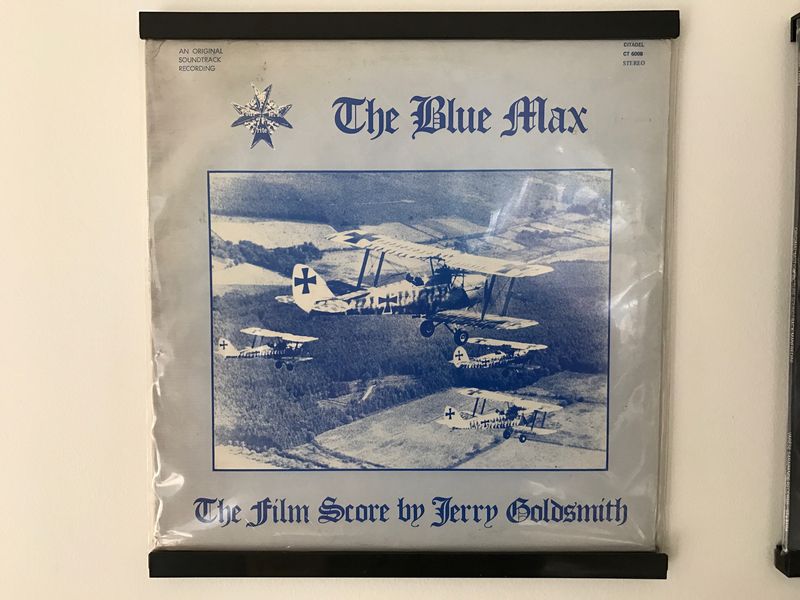 AN ORIGINAL
SOUNDTRACK
RECORDING
CITADEL
CT 6008
STEREO
The Blue Max
The Film Score by Jerry Goldsmith